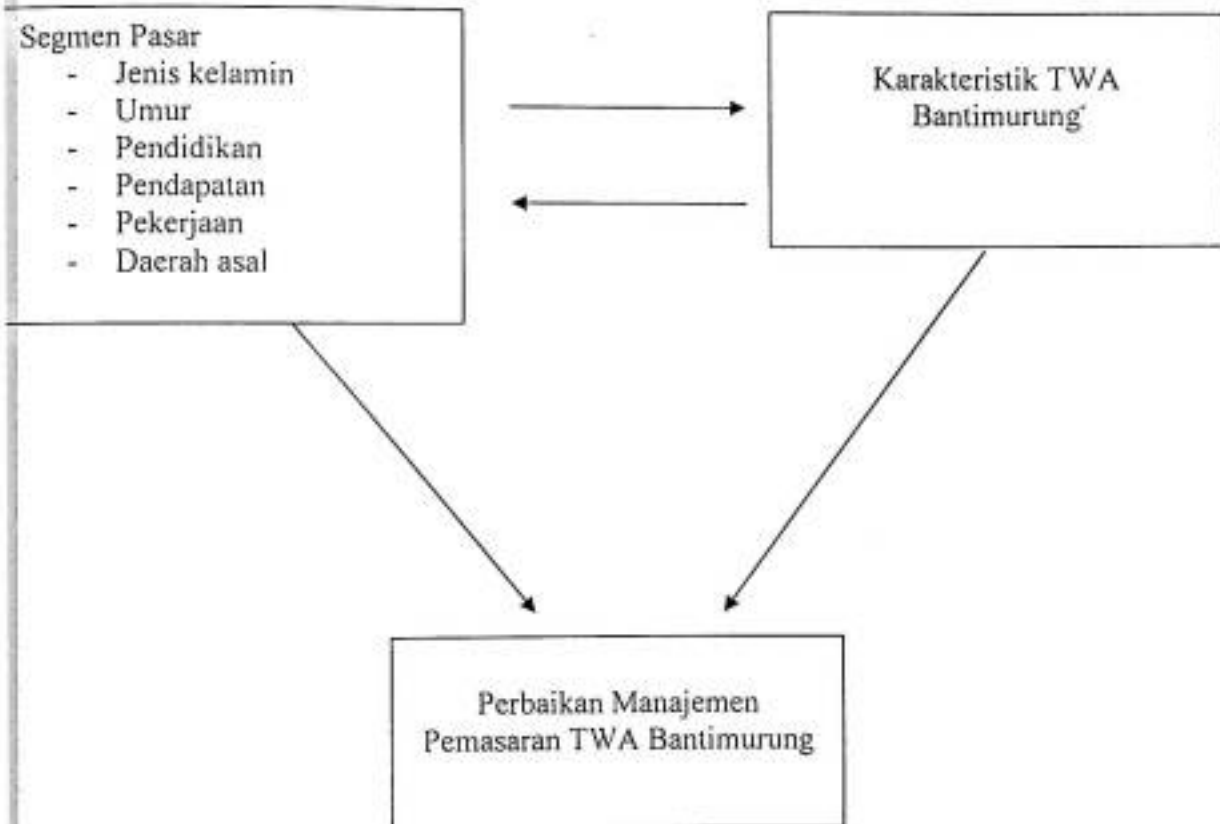 Segmen Pasar
- Jenis kelamin
- Umur
- Pendidikan
- Pendapatan
- Pekerjaan
- Daerah asal
Karakteristik TWA
Bantimurung
Perbaikan Manajemen
Pemasaran TWA Bantimurung